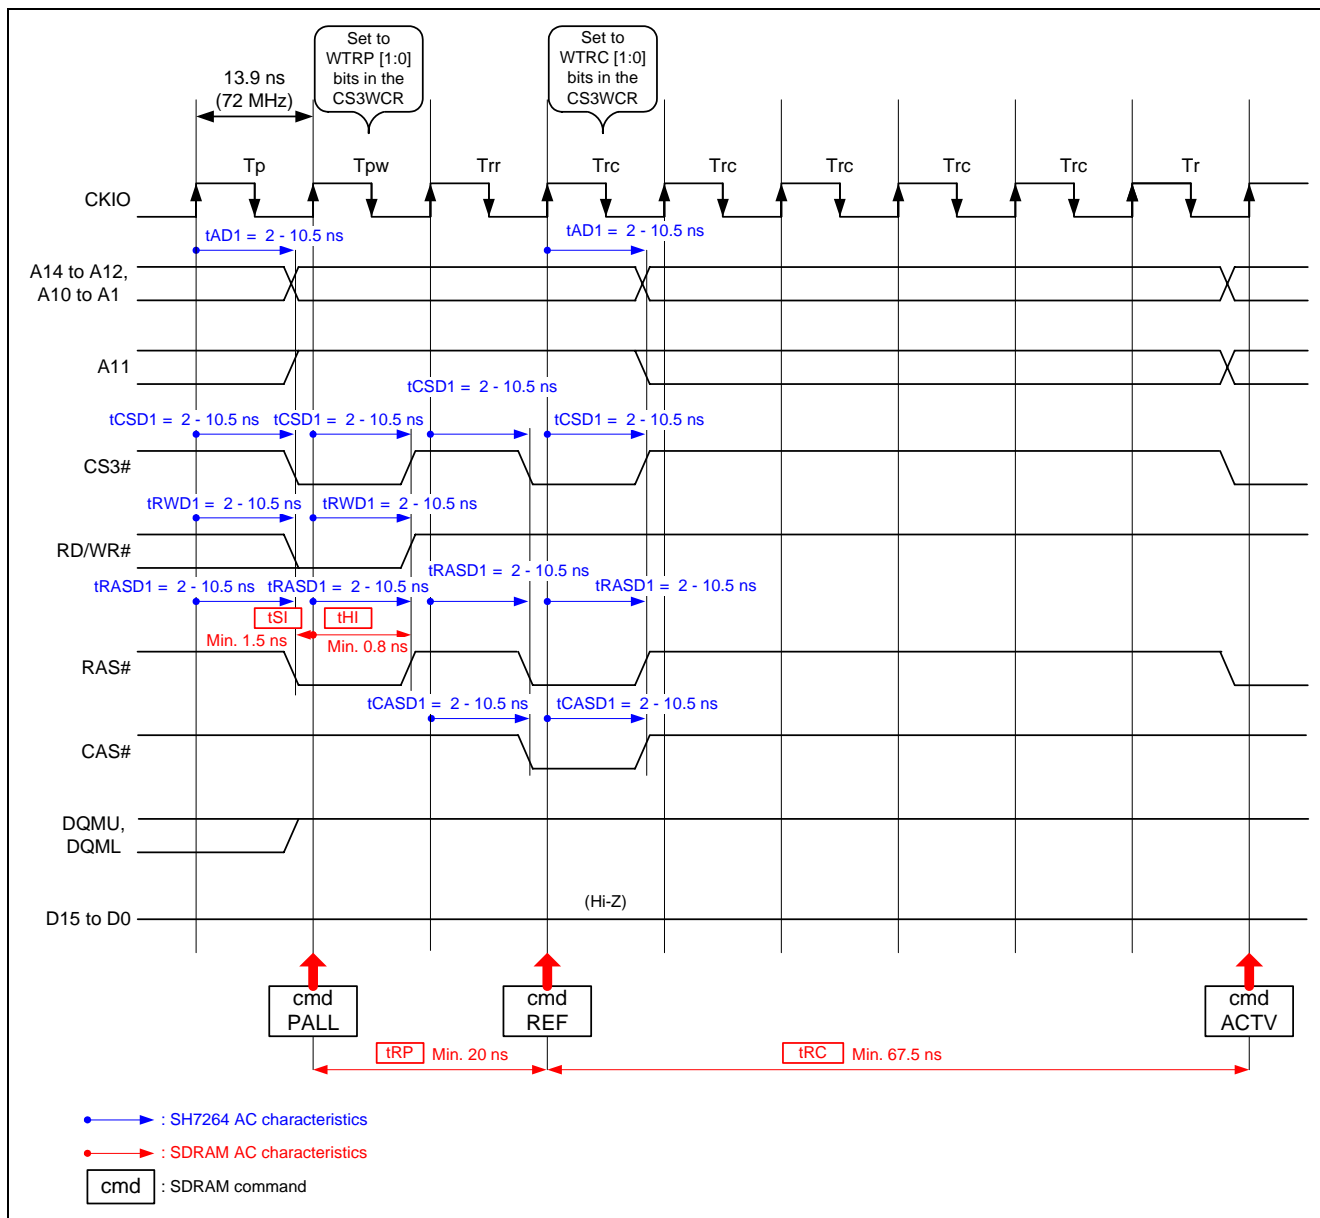 Set to
WTRP [1:0]
bits in the
CS3WCR
Set to
WTRC [1:0]
bits in the
CS3WCR
13.9 ns
(72 MHz)
Tp
Tpw
Trr
Trc
Trc
Trc
Trc
Trc
Tr
CKIO
tAD1 = 2 - 10.5 ns
tAD1 = 2 - 10.5 ns
A14 to A12,
A10 to A1
A11
tCSD1 = 2 - 10.5 ns
tCSD1 = 2 - 10.5 ns
tCSD1 = 2 - 10.5 ns
tCSD1 = 2 - 10.5 ns
CS3#
tRWD1 = 2 - 10.5 ns
tRWD1 = 2 - 10.5 ns
RD/WR#
tRASD1 = 2 - 10.5 ns
tRASD1 = 2 - 10.5 ns
tRASD1 = 2 - 10.5 ns
tRASD1 = 2 - 10.5 ns
tSI
tHI
Min. 1.5 ns
Min. 0.8 ns
RAS#
tCASD1 = 2 - 10.5 ns
tCASD1 = 2 - 10.5 ns
CAS#
DQMU,
DQML
(Hi-Z)
D15 to D0
cmd
PALL
cmd
REF
cmd
ACTV
tRP Min. 20 ns
tRC Min. 67.5 ns
: SH7264 AC characteristics
: SDRAM AC characteristics
cmd : SDRAM command